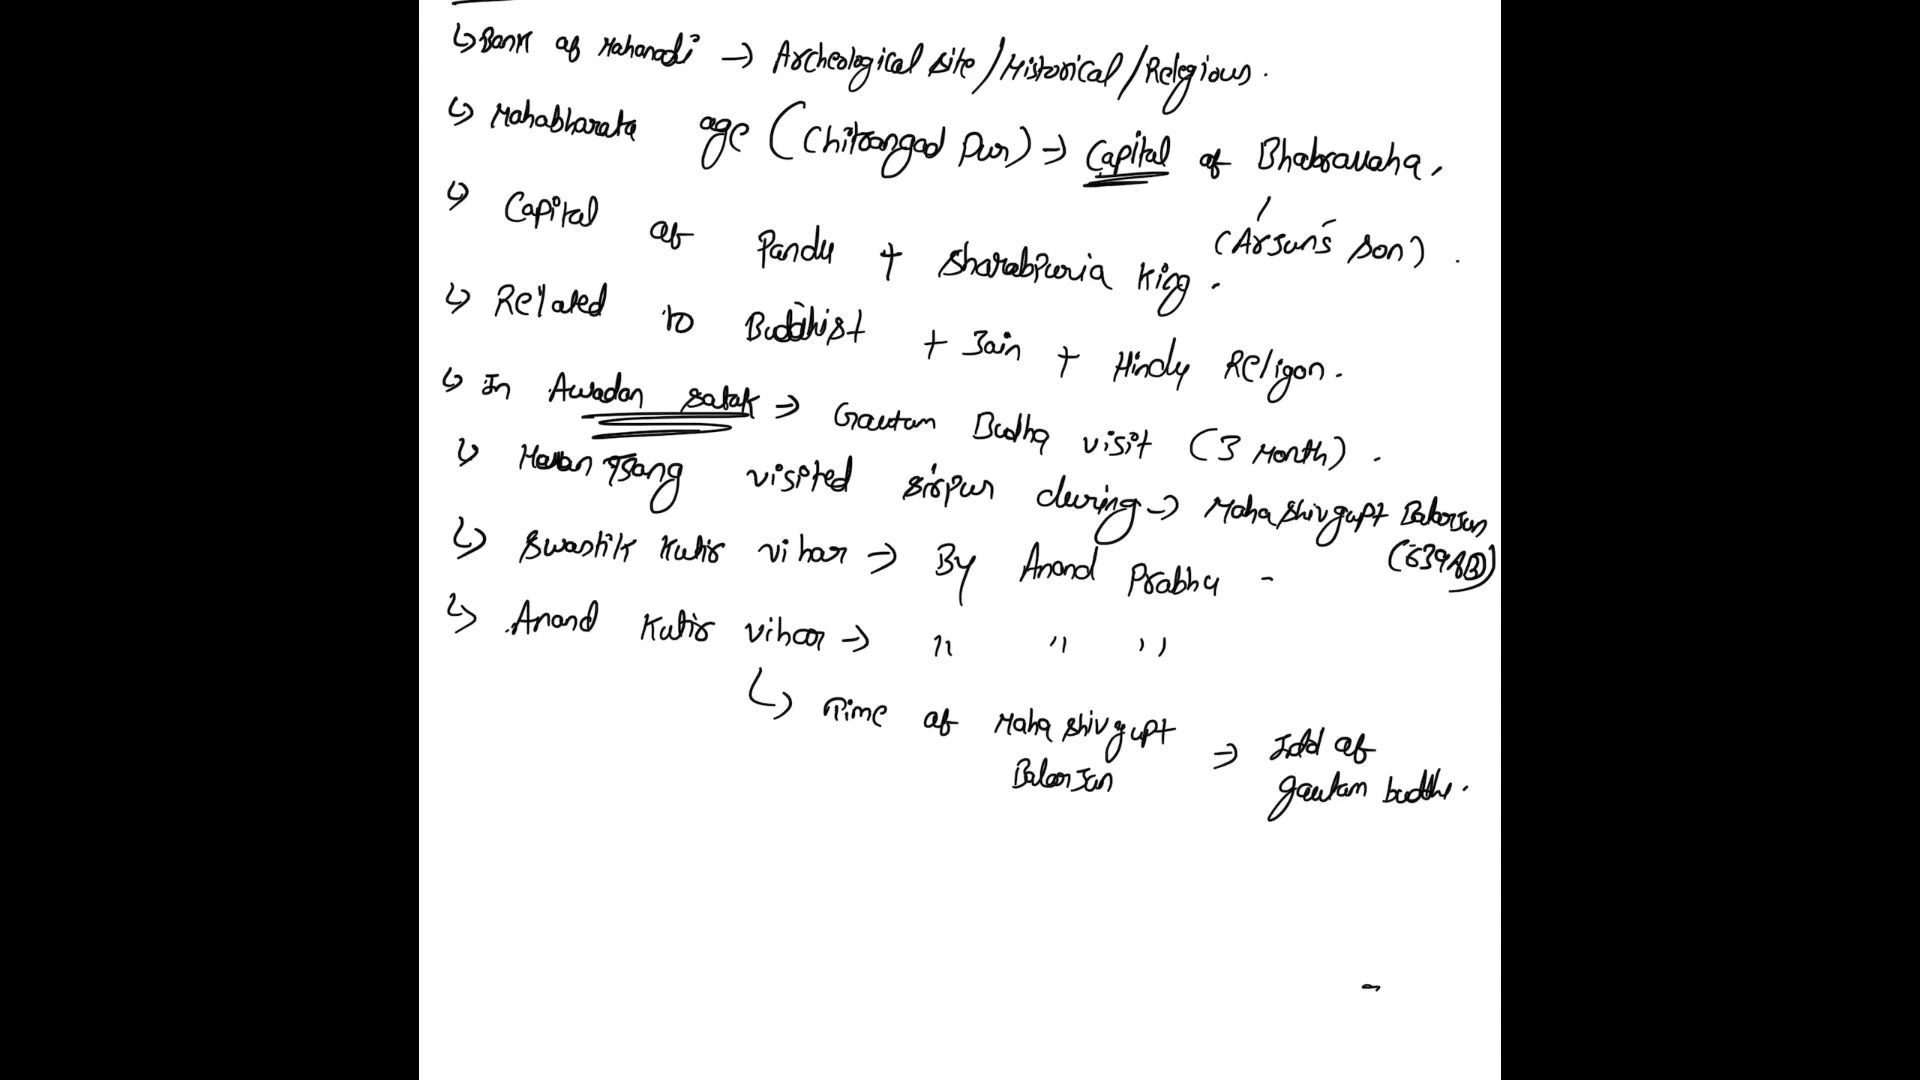 ↳ Bank of Mahanadi → Archeological site / Historical / Relegious.
↳ Mahabharata age (Chitrangad Pur) → Capital of Bhabravaha,
(Arjun's son).
↳ Capital of Pandu + Sharabpuria King.
↳ Related to Buddhist + Jain + Hindu Religon.
↳ In Awadan Satak → Gautam Budha visit (3 Month).
↳ Hewan Tsang visited sirpur during → Maha Shivgupt Balarjun
(639AD)
↳ Swastik Kutir vihar → By Anand Prabhu -
↳ Anand Kutir vihar → " " "
↳ Time of Maha Shivgupt → Idol of
Balarjun gautam buddha.